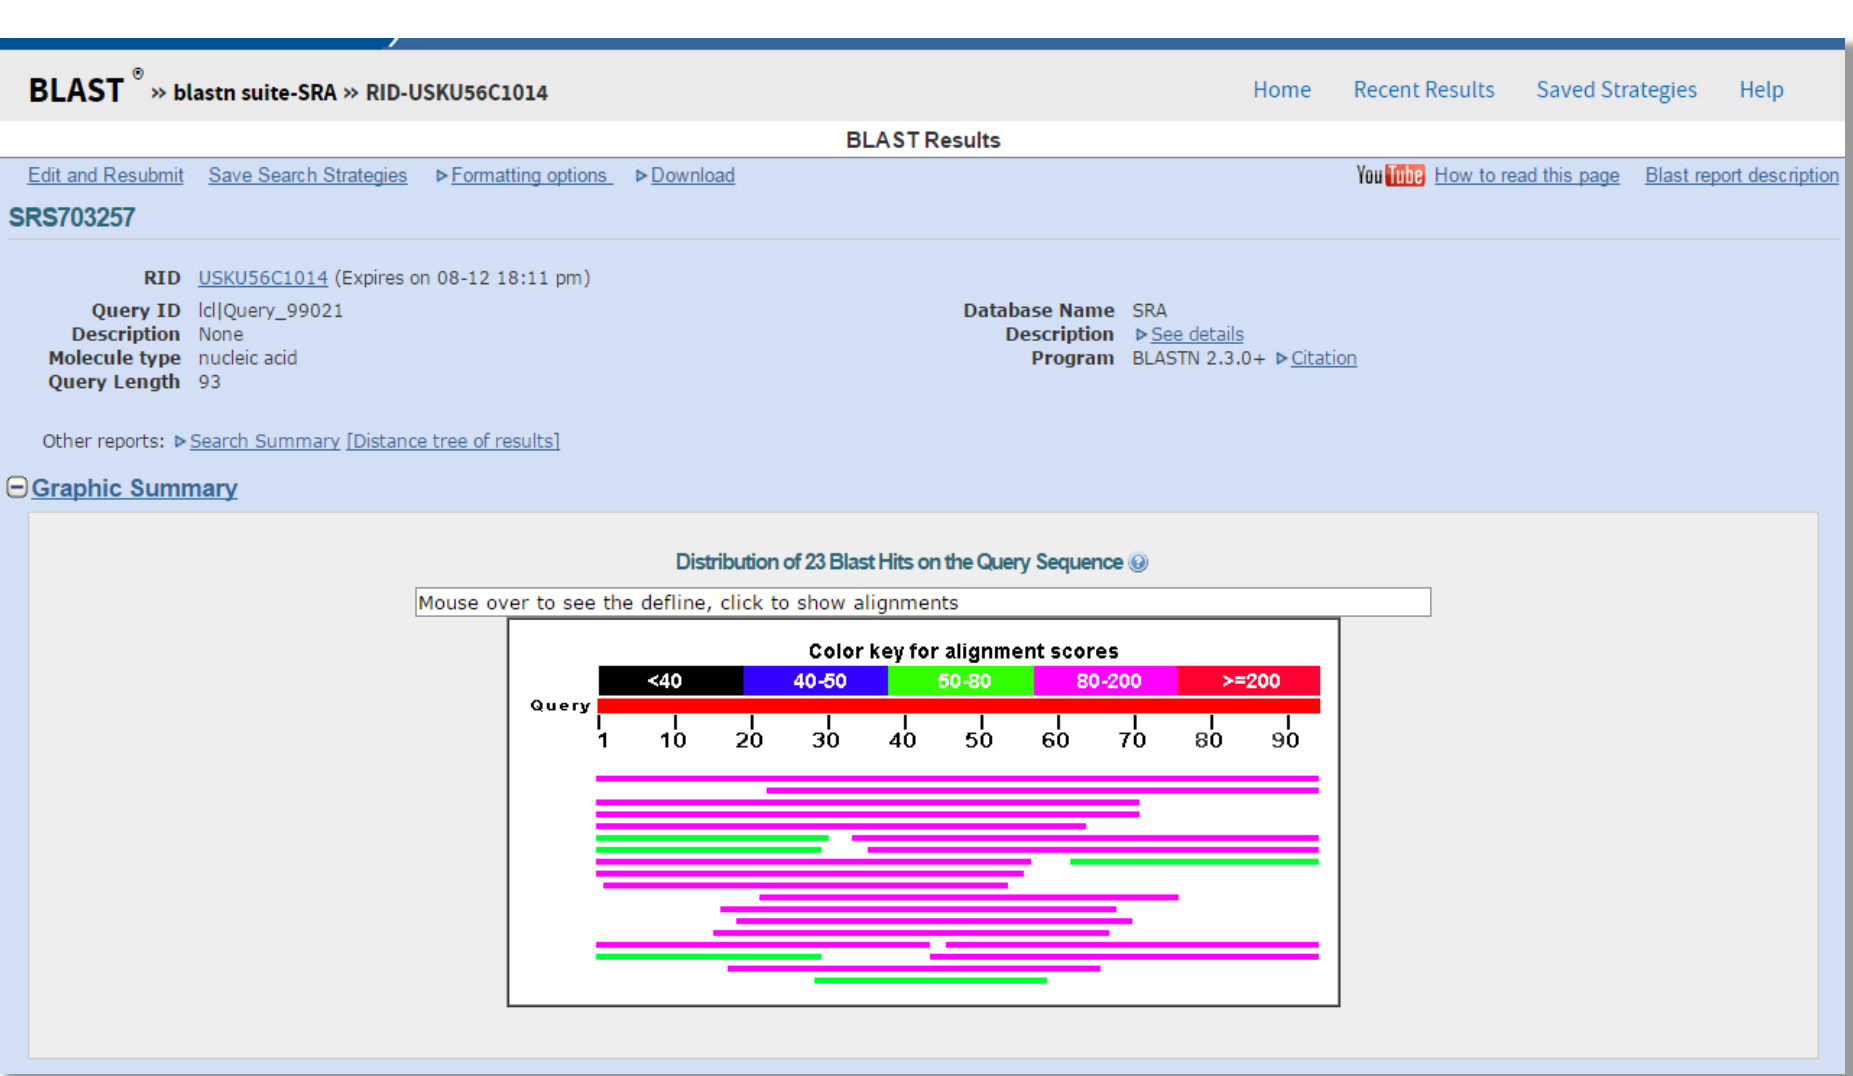 BLAST ® » blastn suite-SRA » RID-USKU56C1014 Home Recent Results Saved Strategies Help
BLAST Results
Edit and Resubmit Save Search Strategies Formatting options Download You Tube How to read this page Blast report description
SRS703257
RID USKU56C1014 (Expires on 08-12 18:11 pm)
Query ID lcl|Query_99021 Database Name SRA
Description None Description See details
Molecule type nucleic acid Program BLASTN 2.3.0+ Citation
Query Length 93
Other reports: Search Summary [Distance tree of results]
Graphic Summary
Distribution of 23 Blast Hits on the Query Sequence
Mouse over to see the defline, click to show alignments
Color key for alignment scores
<40 40-50 50-80 80-200 >=200
Query
1 10 20 30 40 50 60 70 80 90